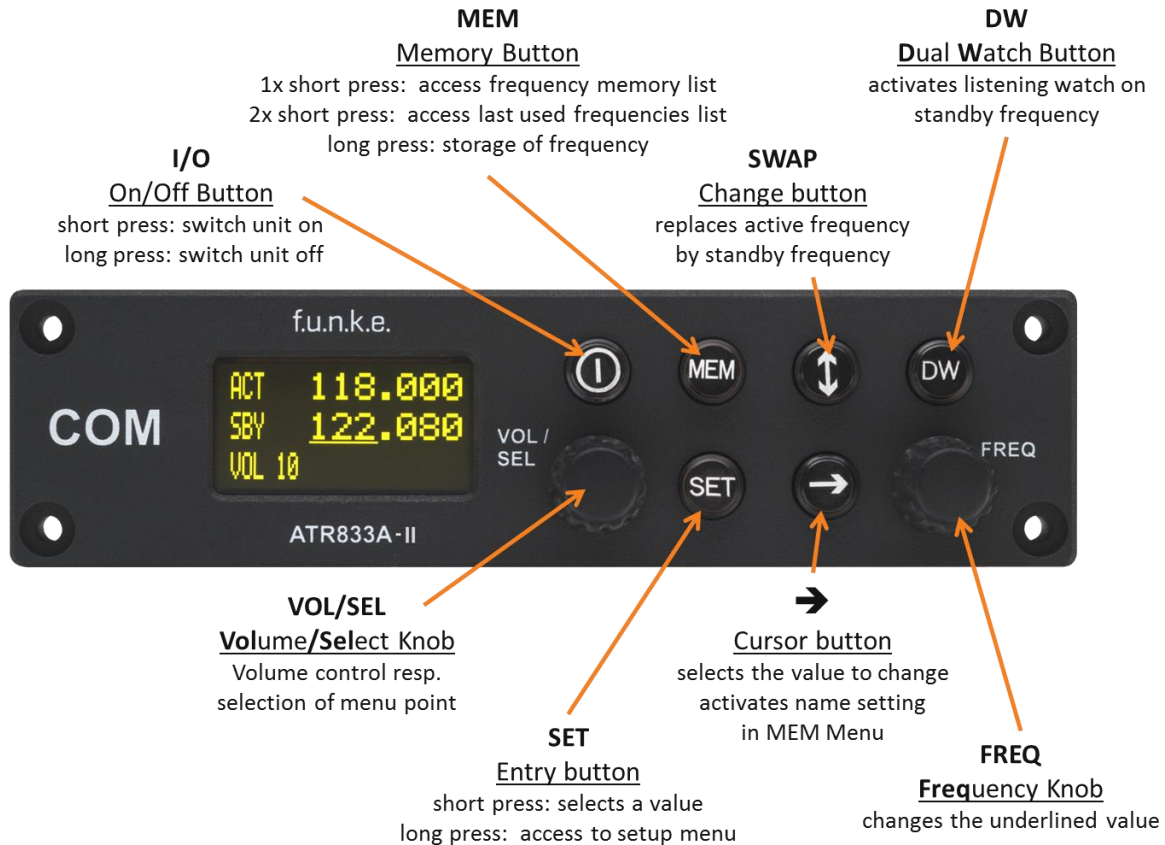 MEM
Memory Button
1x short press: access frequency memory list
2x short press: access last used frequencies list
long press: storage of frequency
DW
Dual Watch Button
activates listening watch on
standby frequency
I/O
On/Off Button
short press: switch unit on
long press: switch unit off
SWAP
Change button
replaces active frequency
by standby frequency
f.u.n.k.e.
COM
ACT 118.000
SBY 122.080
VOL 10
ATR833A-II
MEM
DW
VOL /
SEL
SET
FREQ
VOL/SEL
Volume/Select Knob
Volume control resp.
selection of menu point
SET
Entry button
short press: selects a value
long press: access to setup menu
➔
Cursor button
selects the value to change
activates name setting
in MEM Menu
FREQ
Frequency Knob
changes the underlined value